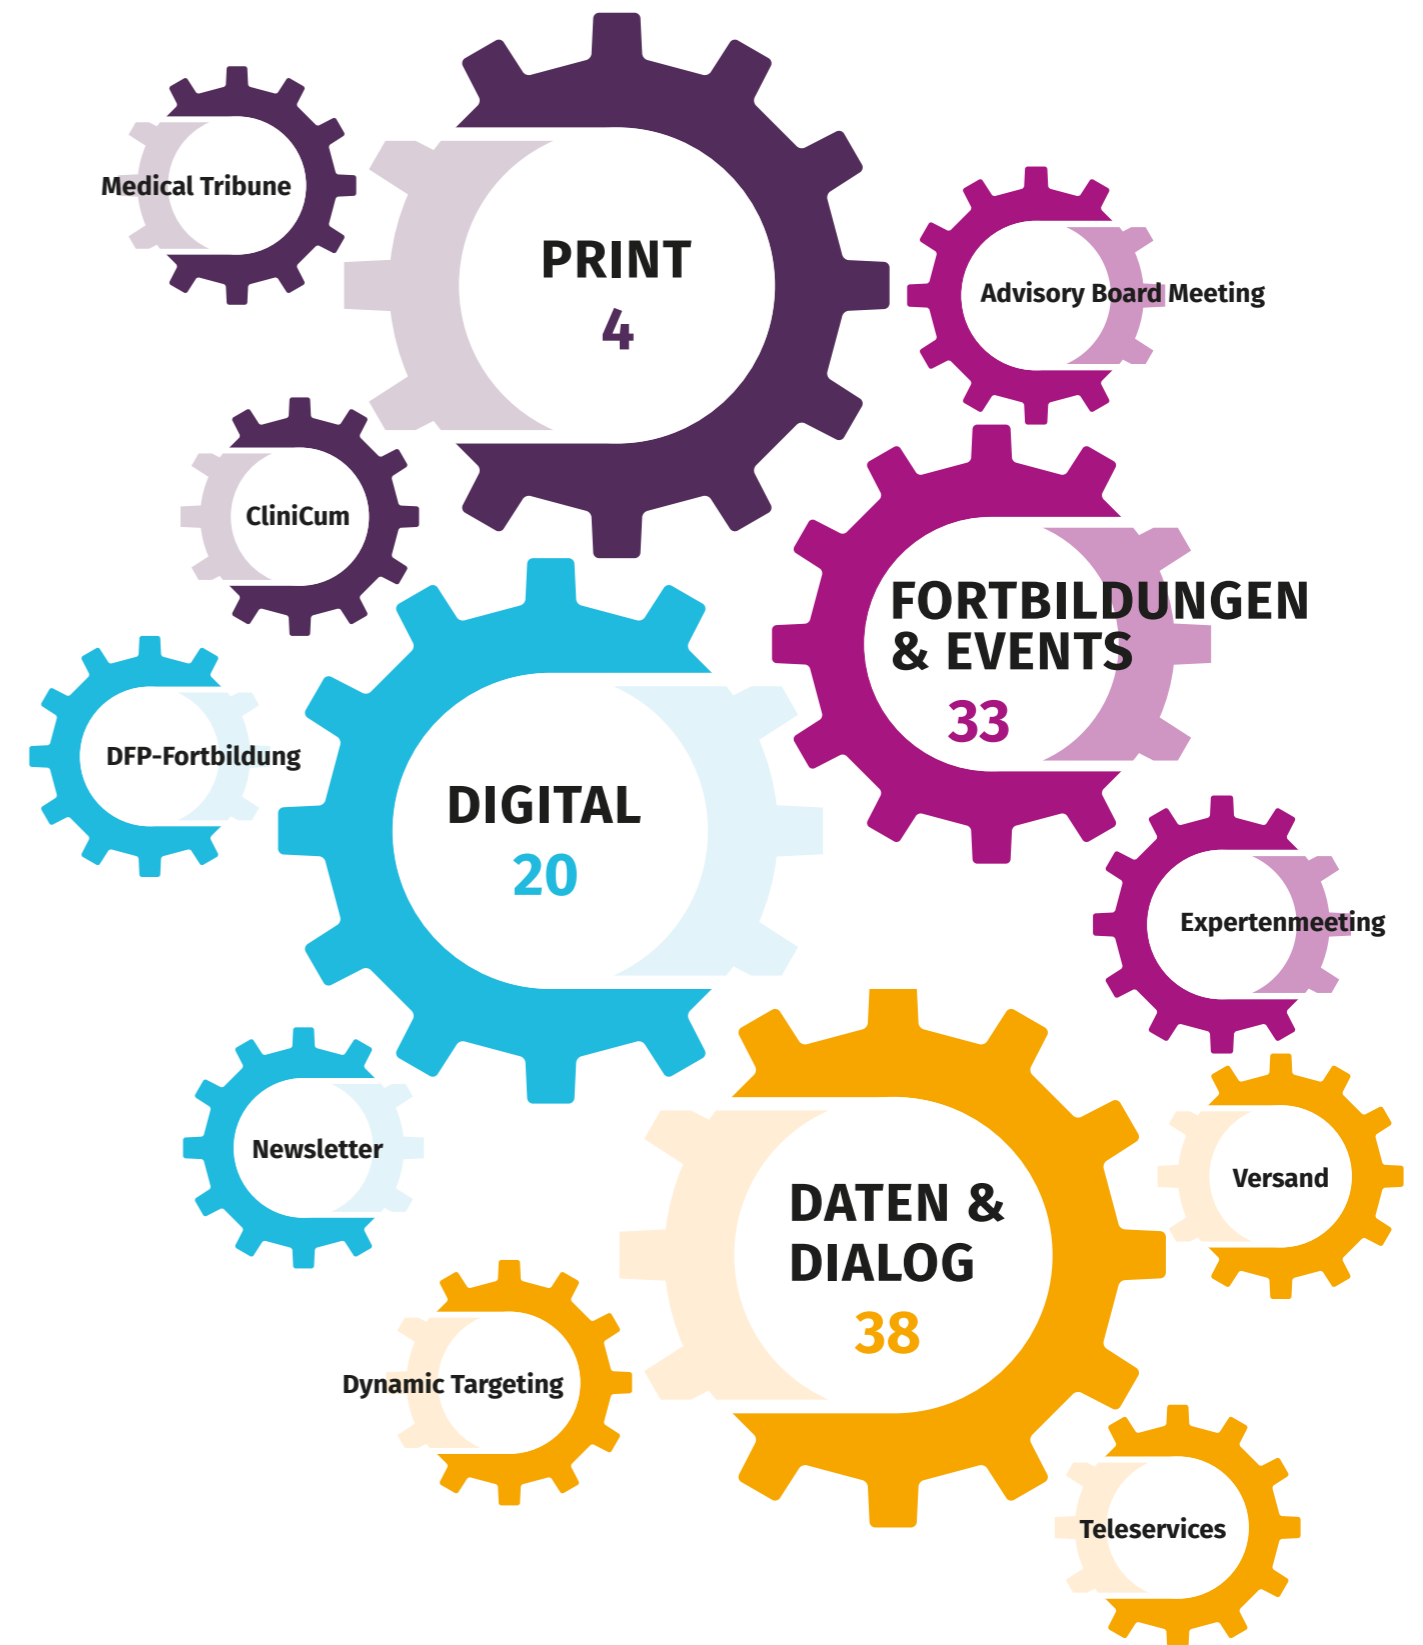 Medical Tribune
PRINT
4
Advisory Board Meeting
CliniCum
FORTBILDUNGEN
& EVENTS
33
DFP-Fortbildung
DIGITAL
20
Expertenmeeting
Newsletter
Versand
DATEN &
DIALOG
38
Dynamic Targeting
Teleservices